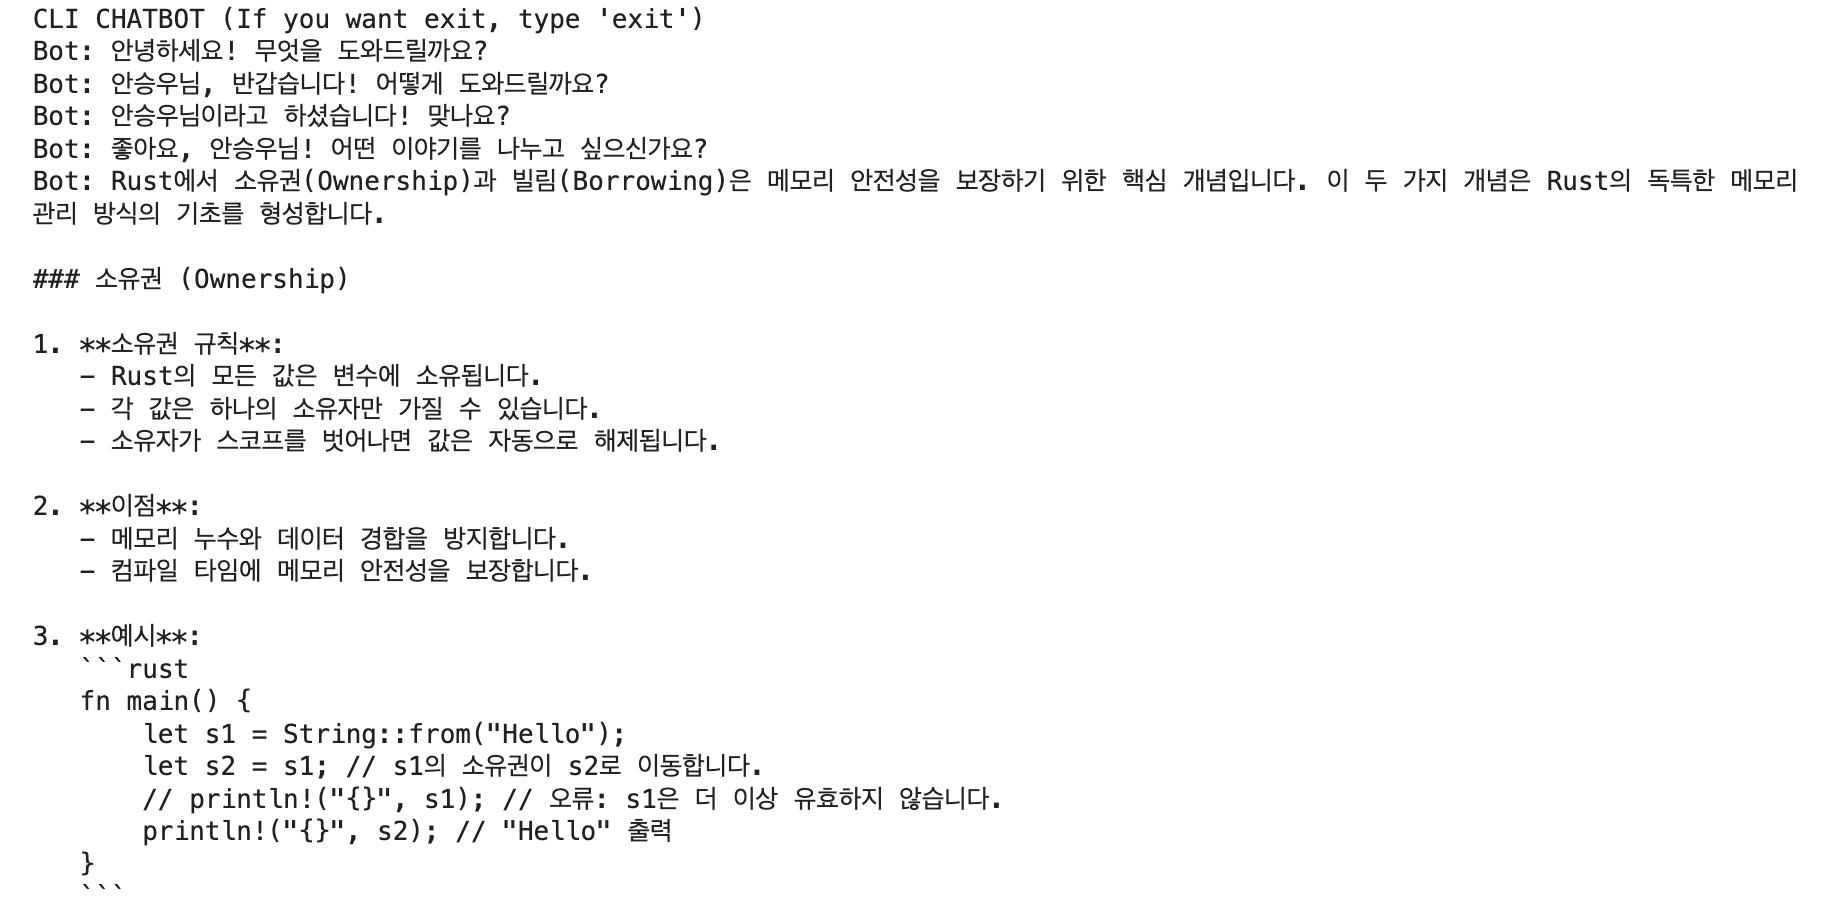 CLI CHATBOT (If you want exit, type 'exit')
Bot: 안녕하세요! 무엇을 도와드릴까요?
Bot: 안승우님, 반갑습니다! 어떻게 도와드릴까요?
Bot: 안승우님이라고 하셨습니다! 맞나요?
Bot: 좋아요, 안승우님! 어떤 이야기를 나누고 싶으신가요?
Bot: Rust에서 소유권(Ownership)과 빌림(Borrowing)은 메모리 안전성을 보장하기 위한 핵심 개념입니다. 이 두 가지 개념은 Rust의 독특한 메모리
관리 방식의 기초를 형성합니다.

### 소유권 (Ownership)

1. **소유권 규칙**:
   - Rust의 모든 값은 변수에 소유됩니다.
   - 각 값은 하나의 소유자만 가질 수 있습니다.
   - 소유자가 스코프를 벗어나면 값은 자동으로 해제됩니다.

2. **이점**:
   - 메모리 누수와 데이터 경합을 방지합니다.
   - 컴파일 타임에 메모리 안전성을 보장합니다.

3. **예시**:
   ```rust
   fn main() {
       let s1 = String::from("Hello");
       let s2 = s1; // s1의 소유권이 s2로 이동합니다.
       // println!("{}", s1); // 오류: s1은 더 이상 유효하지 않습니다.
       println!("{}", s2); // "Hello" 출력
   }
   ```